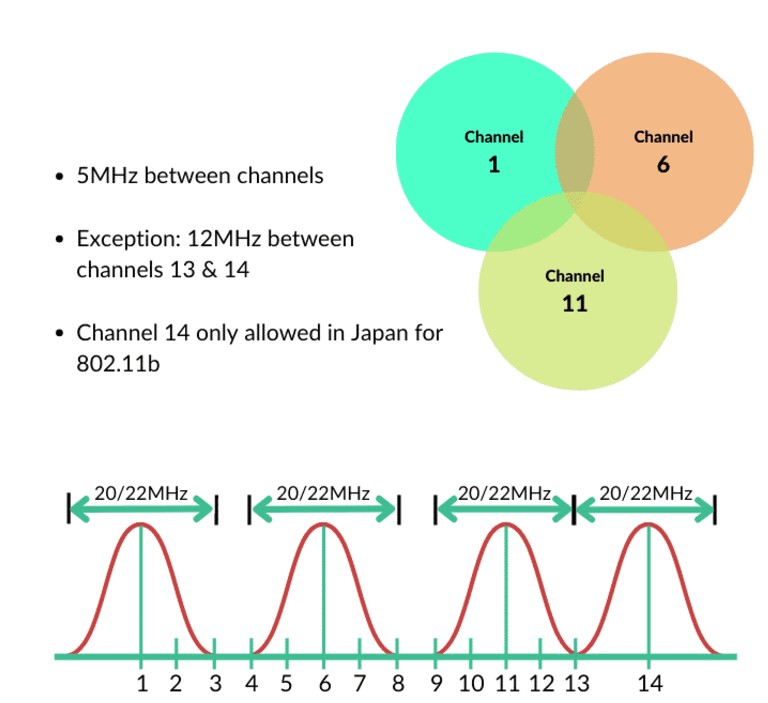 Channel
1
Channel
6
• 5MHz between channels
• Exception: 12MHz between
channels 13 & 14
Channel
11
• Channel 14 only allowed in Japan for
802.11b
20/22MHz 20/22MHz 20/22MHz 20/22MHz
1 2 3 4 5 6 7 8 9 10 11 12 13 14